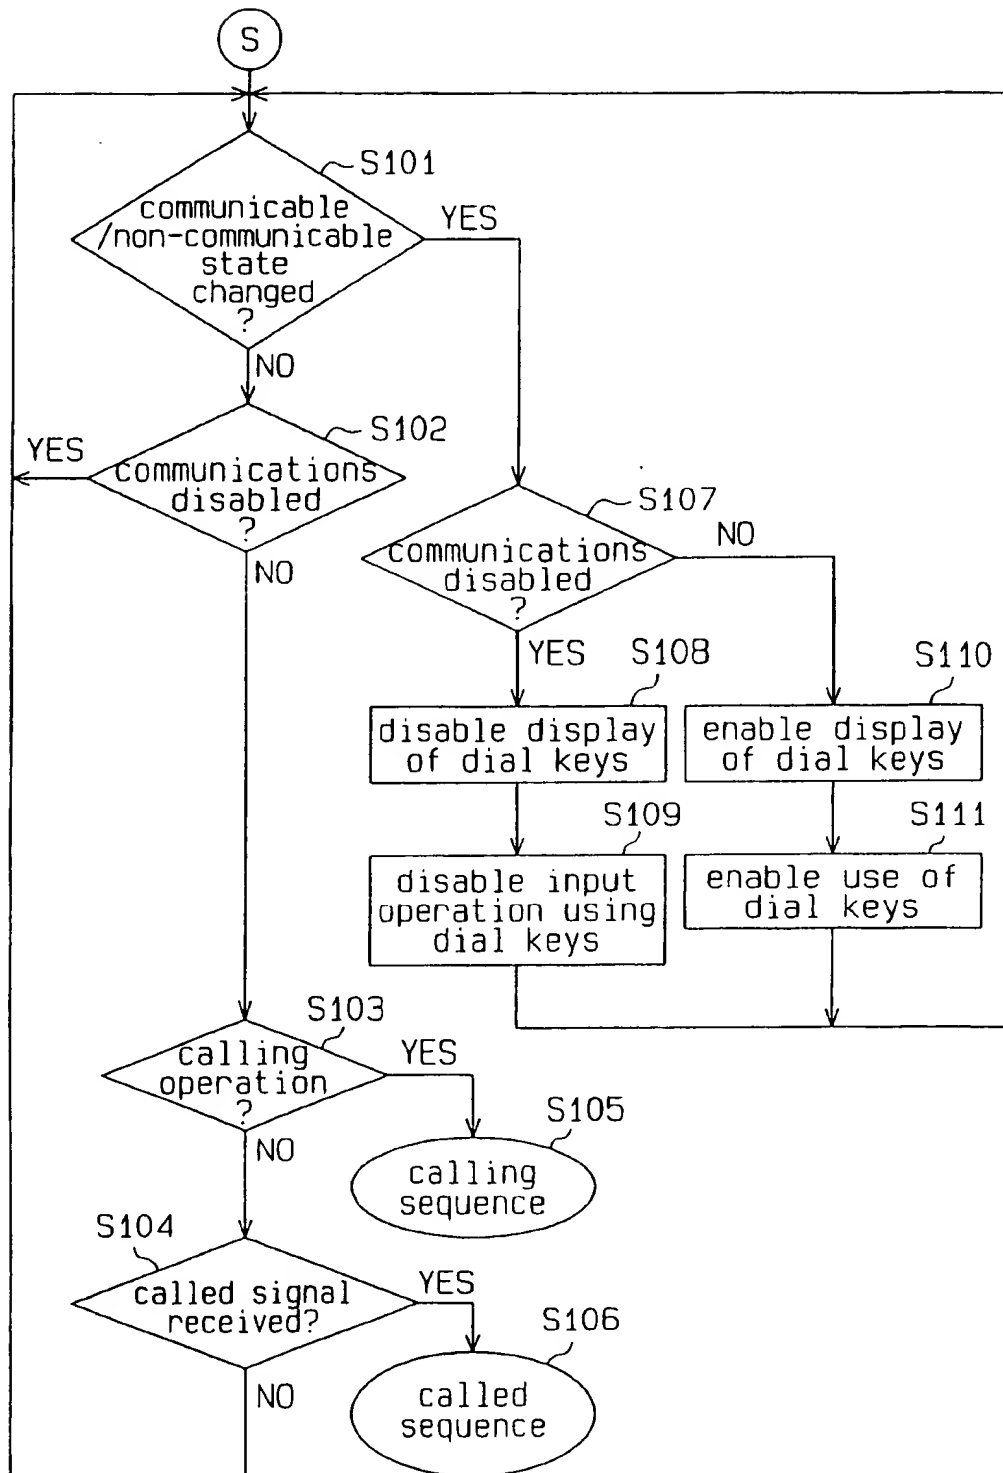 S
S101
communicable
/non-communicable
state
changed
?
YES
NO
S102
YES
communications
disabled
?
NO
S107
communications
disabled
?
NO
YES
S108
disable display
of dial keys
S110
enable display
of dial keys
S109
disable input
operation using
dial keys
S111
enable use of
dial keys
S103
calling
operation
?
YES
NO
S105
calling
sequence
S104
called signal
received?
YES
NO
S106
called
sequence